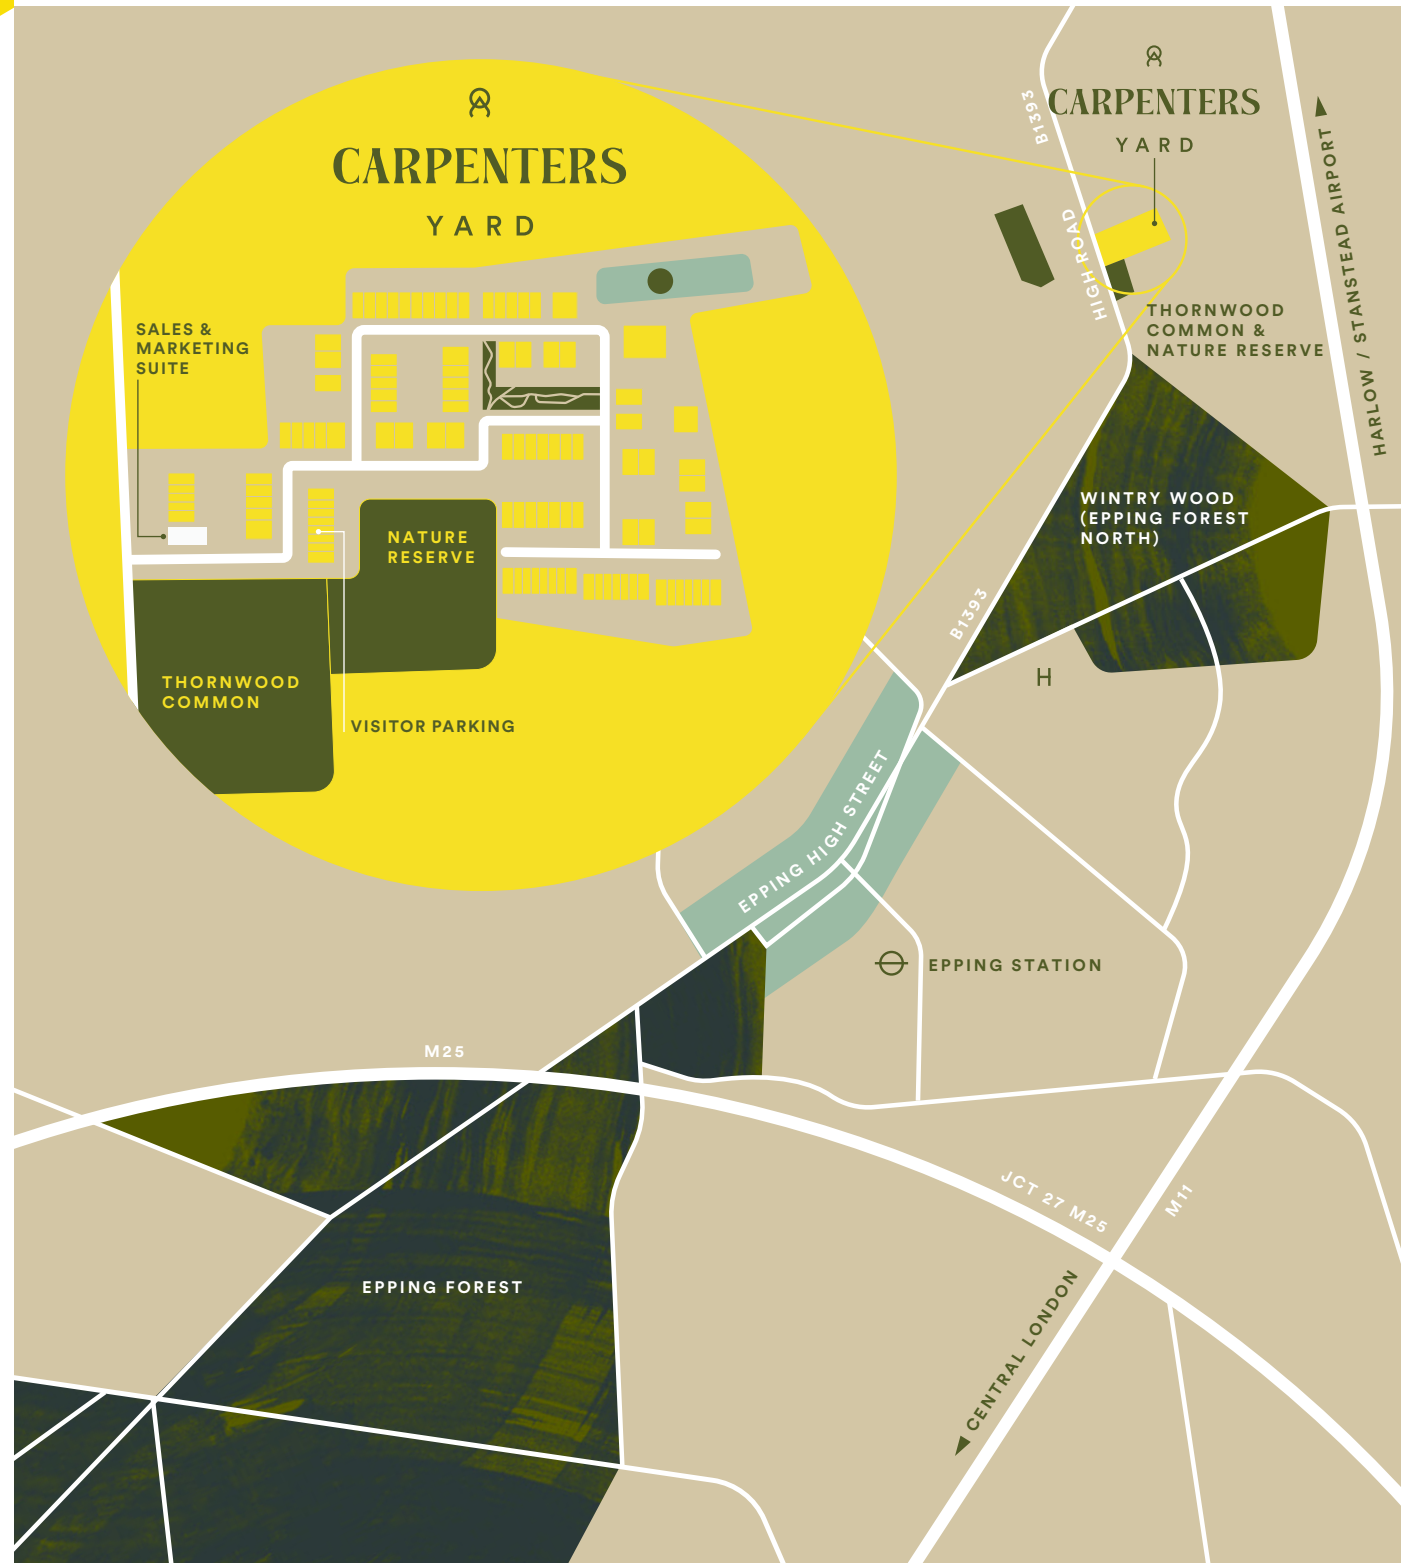 CARPENTERS
YARD
SALES &
MARKETING
SUITE
NATURE
RESERVE
THORNWOOD
COMMON
VISITOR PARKING
B1393
CARPENTERS
YARD
HIGH ROAD
THORNWOOD
COMMON &
NATURE RESERVE
HARLOW / STANSTEAD AIRPORT
WINTRY WOOD
(EPPING FOREST
NORTH)
B1393
H
EPPING HIGH STREET
EPPING STATION
M25
JCT 27 M25
M11
EPPING FOREST
CENTRAL LONDON